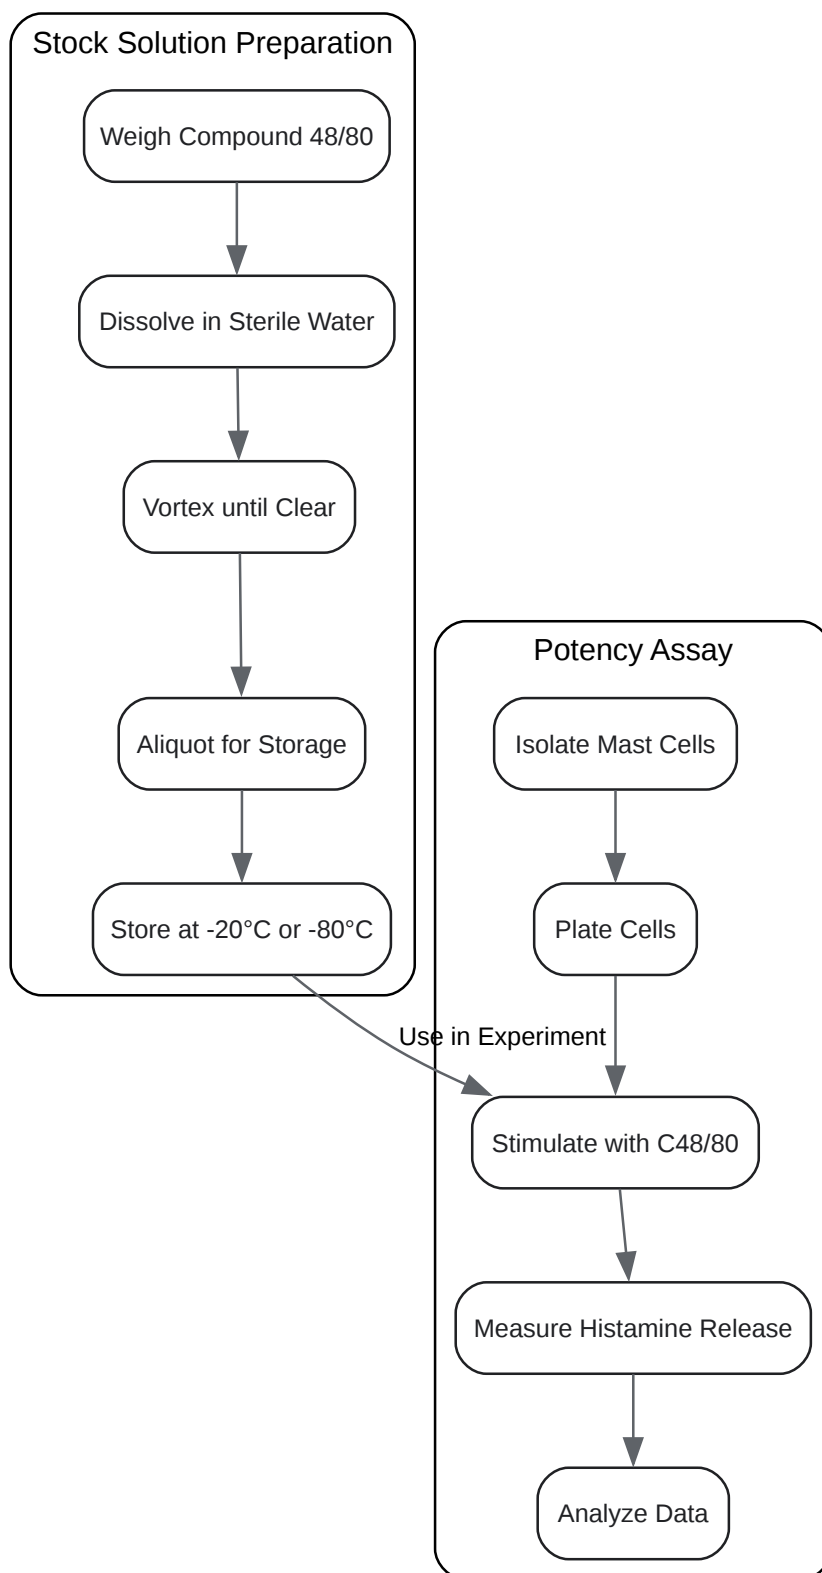 Stock Solution Preparation
Weigh Compound 48/80
Dissolve in Sterile Water
Vortex until Clear
Aliquot for Storage
Store at -20°C or -80°C
Use in Experiment
Potency Assay
Isolate Mast Cells
Plate Cells
Stimulate with C48/80
Measure Histamine Release
Analyze Data